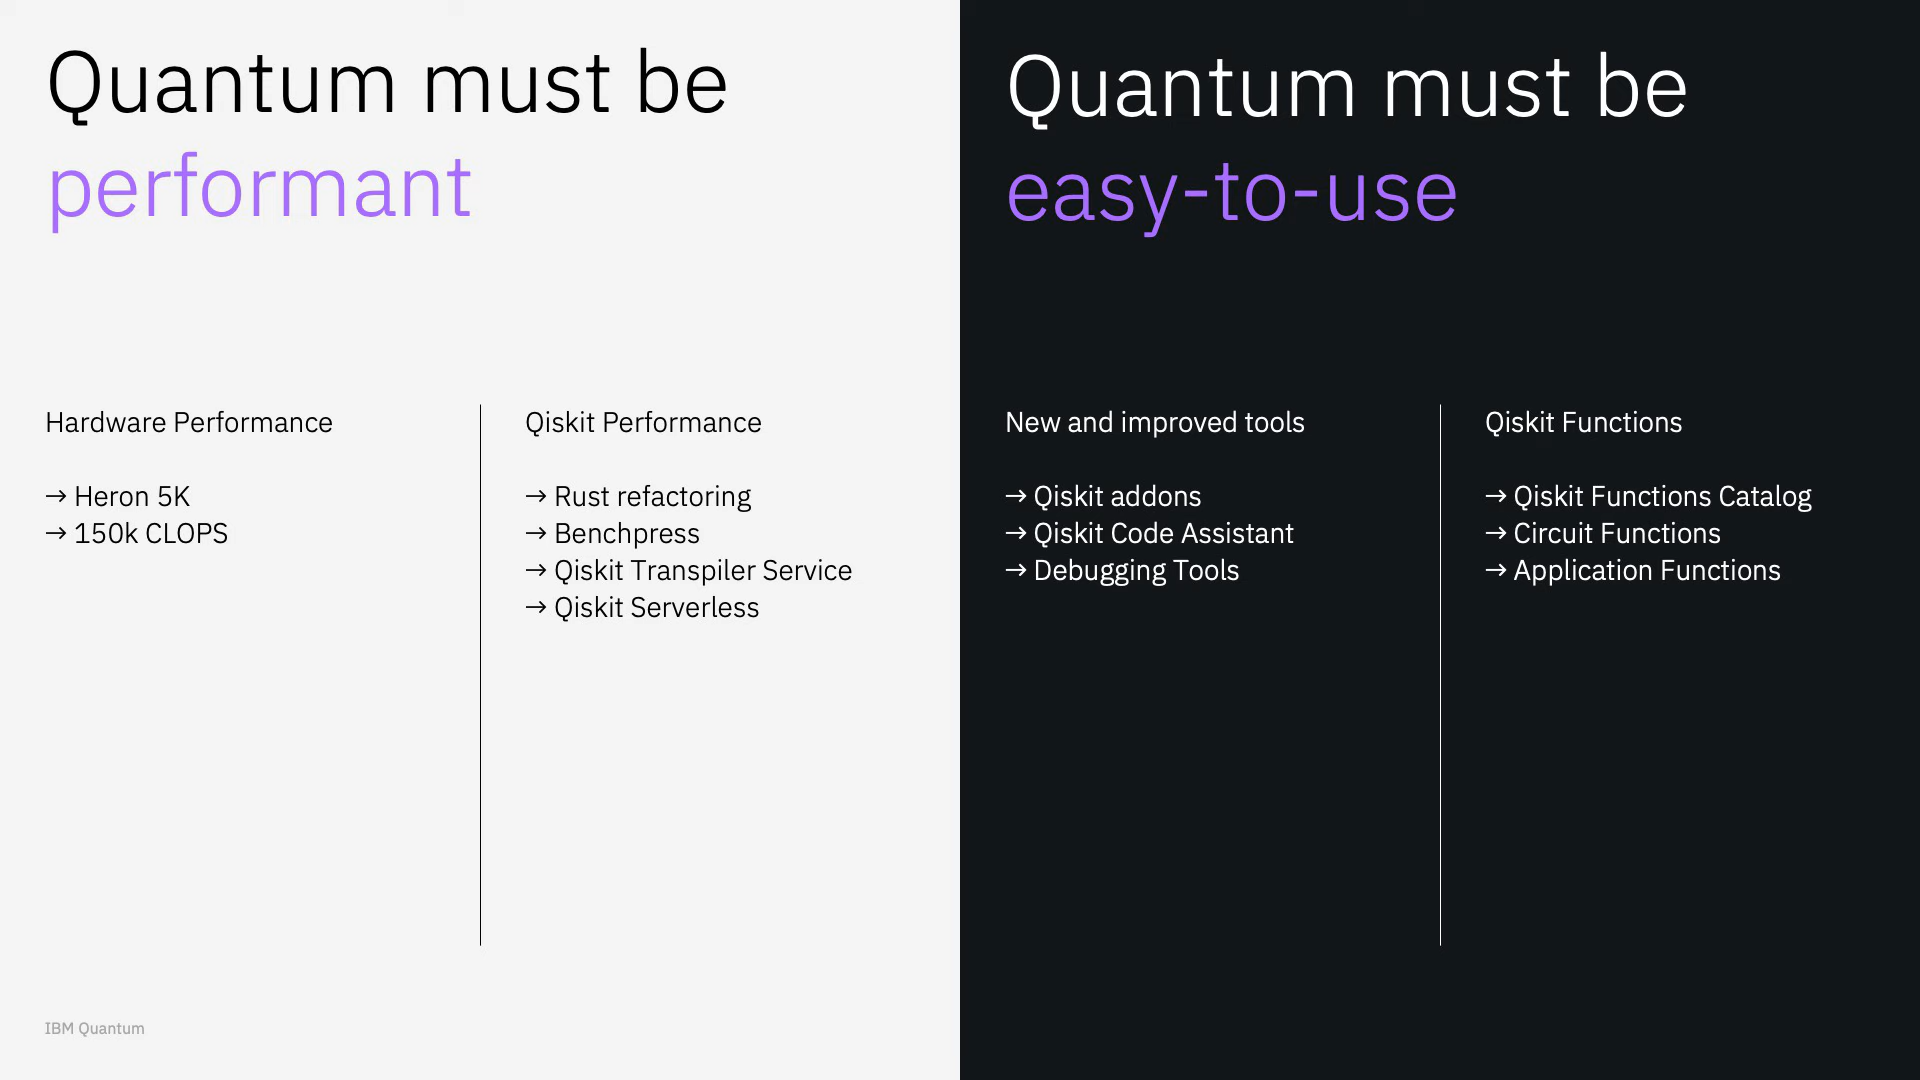 Quantum must be
performant
Hardware Performance
→ Heron 5K
→ 150k CLOPS
Qiskit Performance
→ Rust refactoring
→ Benchpress
→ Qiskit Transpiler Service
→ Qiskit Serverless
IBM Quantum
Quantum must be
easy-to-use
New and improved tools
→ Qiskit addons
→ Qiskit Code Assistant
→ Debugging Tools
Qiskit Functions
→ Qiskit Functions Catalog
→ Circuit Functions
→ Application Functions